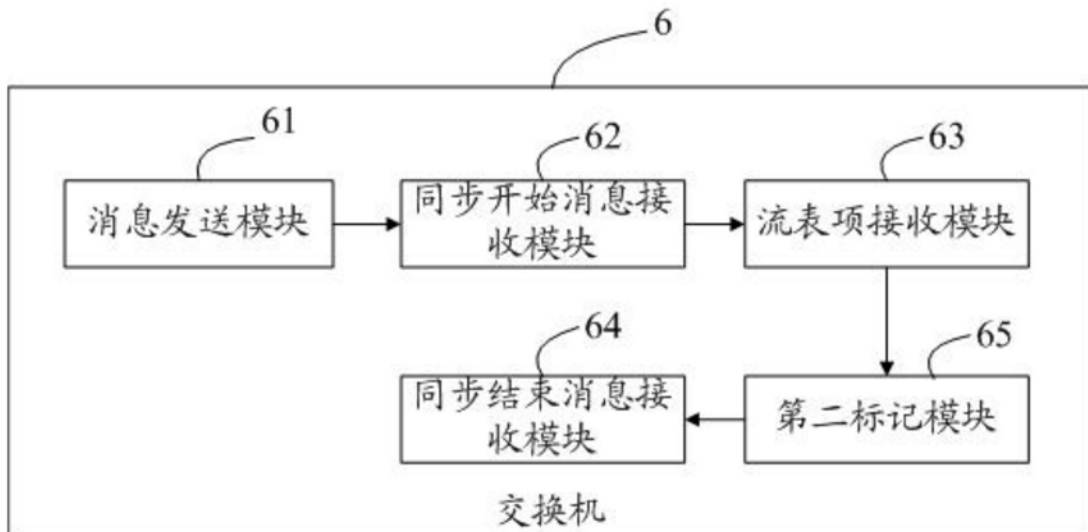 6
61
62
63
消息发送模块
同步开始消息接
收模块
流表项接收模块
64
65
同步结束消息接
收模块
第二标记模块
交换机